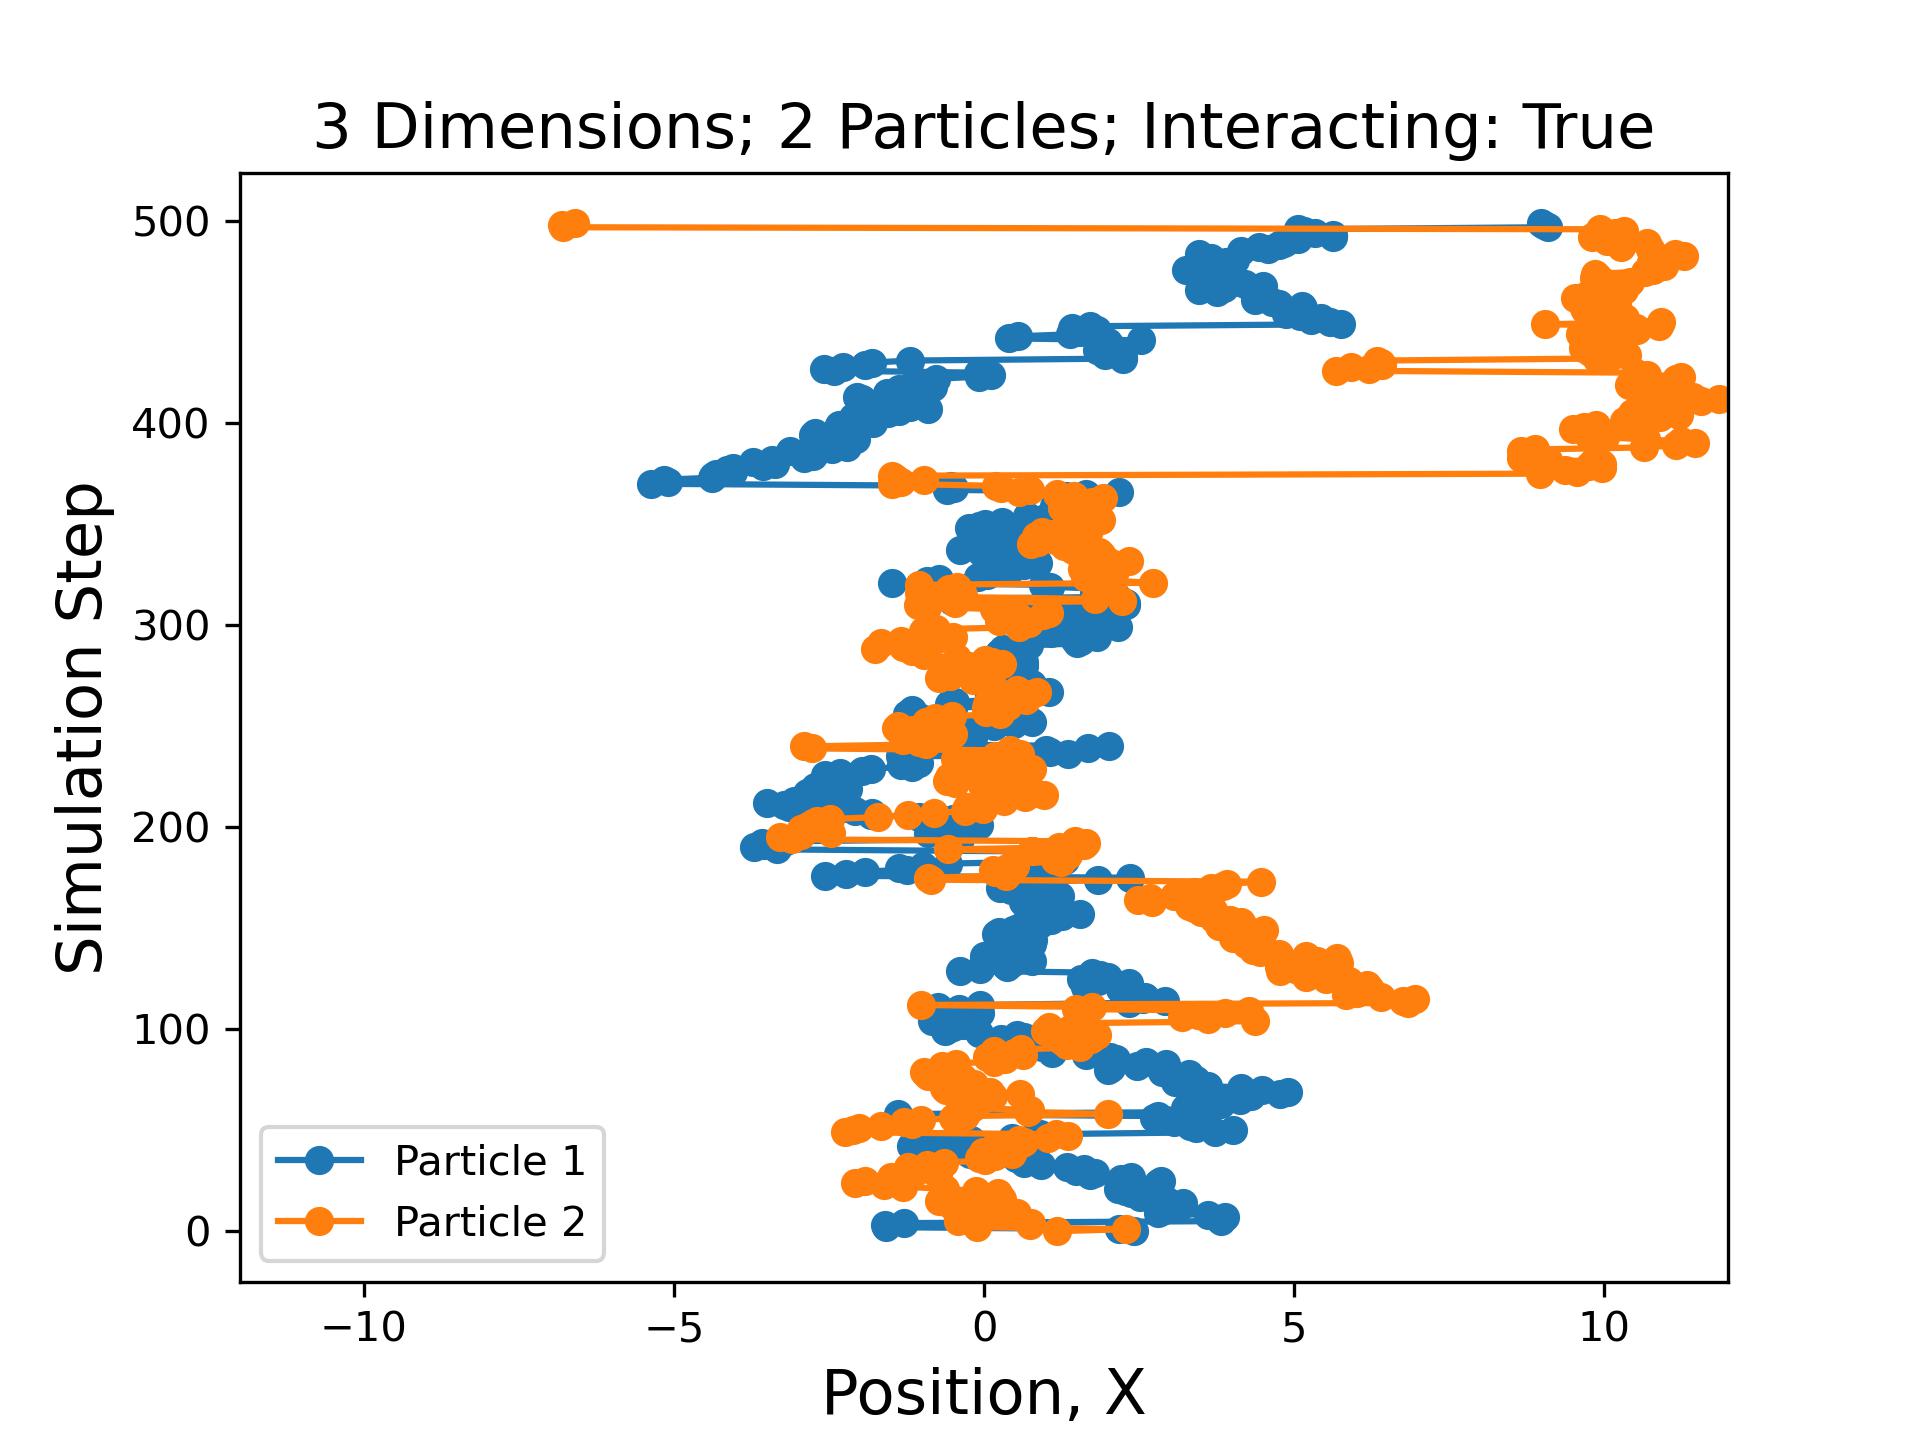 3 Dimensions; 2 Particles; Interacting: True
Simulation Step
500
400
300
200
100
0
Particle 1
Particle 2
−10
−5
0
5
10
Position, X